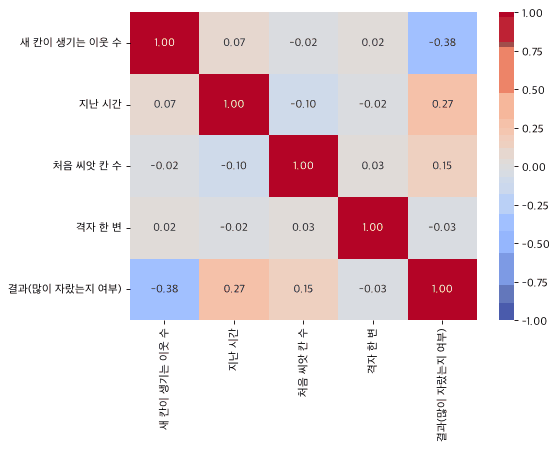 새 칸이 생기는 이웃 수 1.00 0.07 -0.02 0.02 -0.38
지난 시간 0.07 1.00 -0.10 -0.02 0.27
처음 씨앗 칸 수 -0.02 -0.10 1.00 0.03 0.15
격자 한 변 0.02 -0.02 0.03 1.00 -0.03
결과(많이 자랐는지 여부) -0.38 0.27 0.15 -0.03 1.00
새 칸이 생기는 이웃 수
지난 시간
처음 씨앗 칸 수
격자 한 변
결과(많이 자랐는지 여부)
1.00
0.75
0.50
0.25
0.00
-0.25
-0.50
-0.75
-1.00